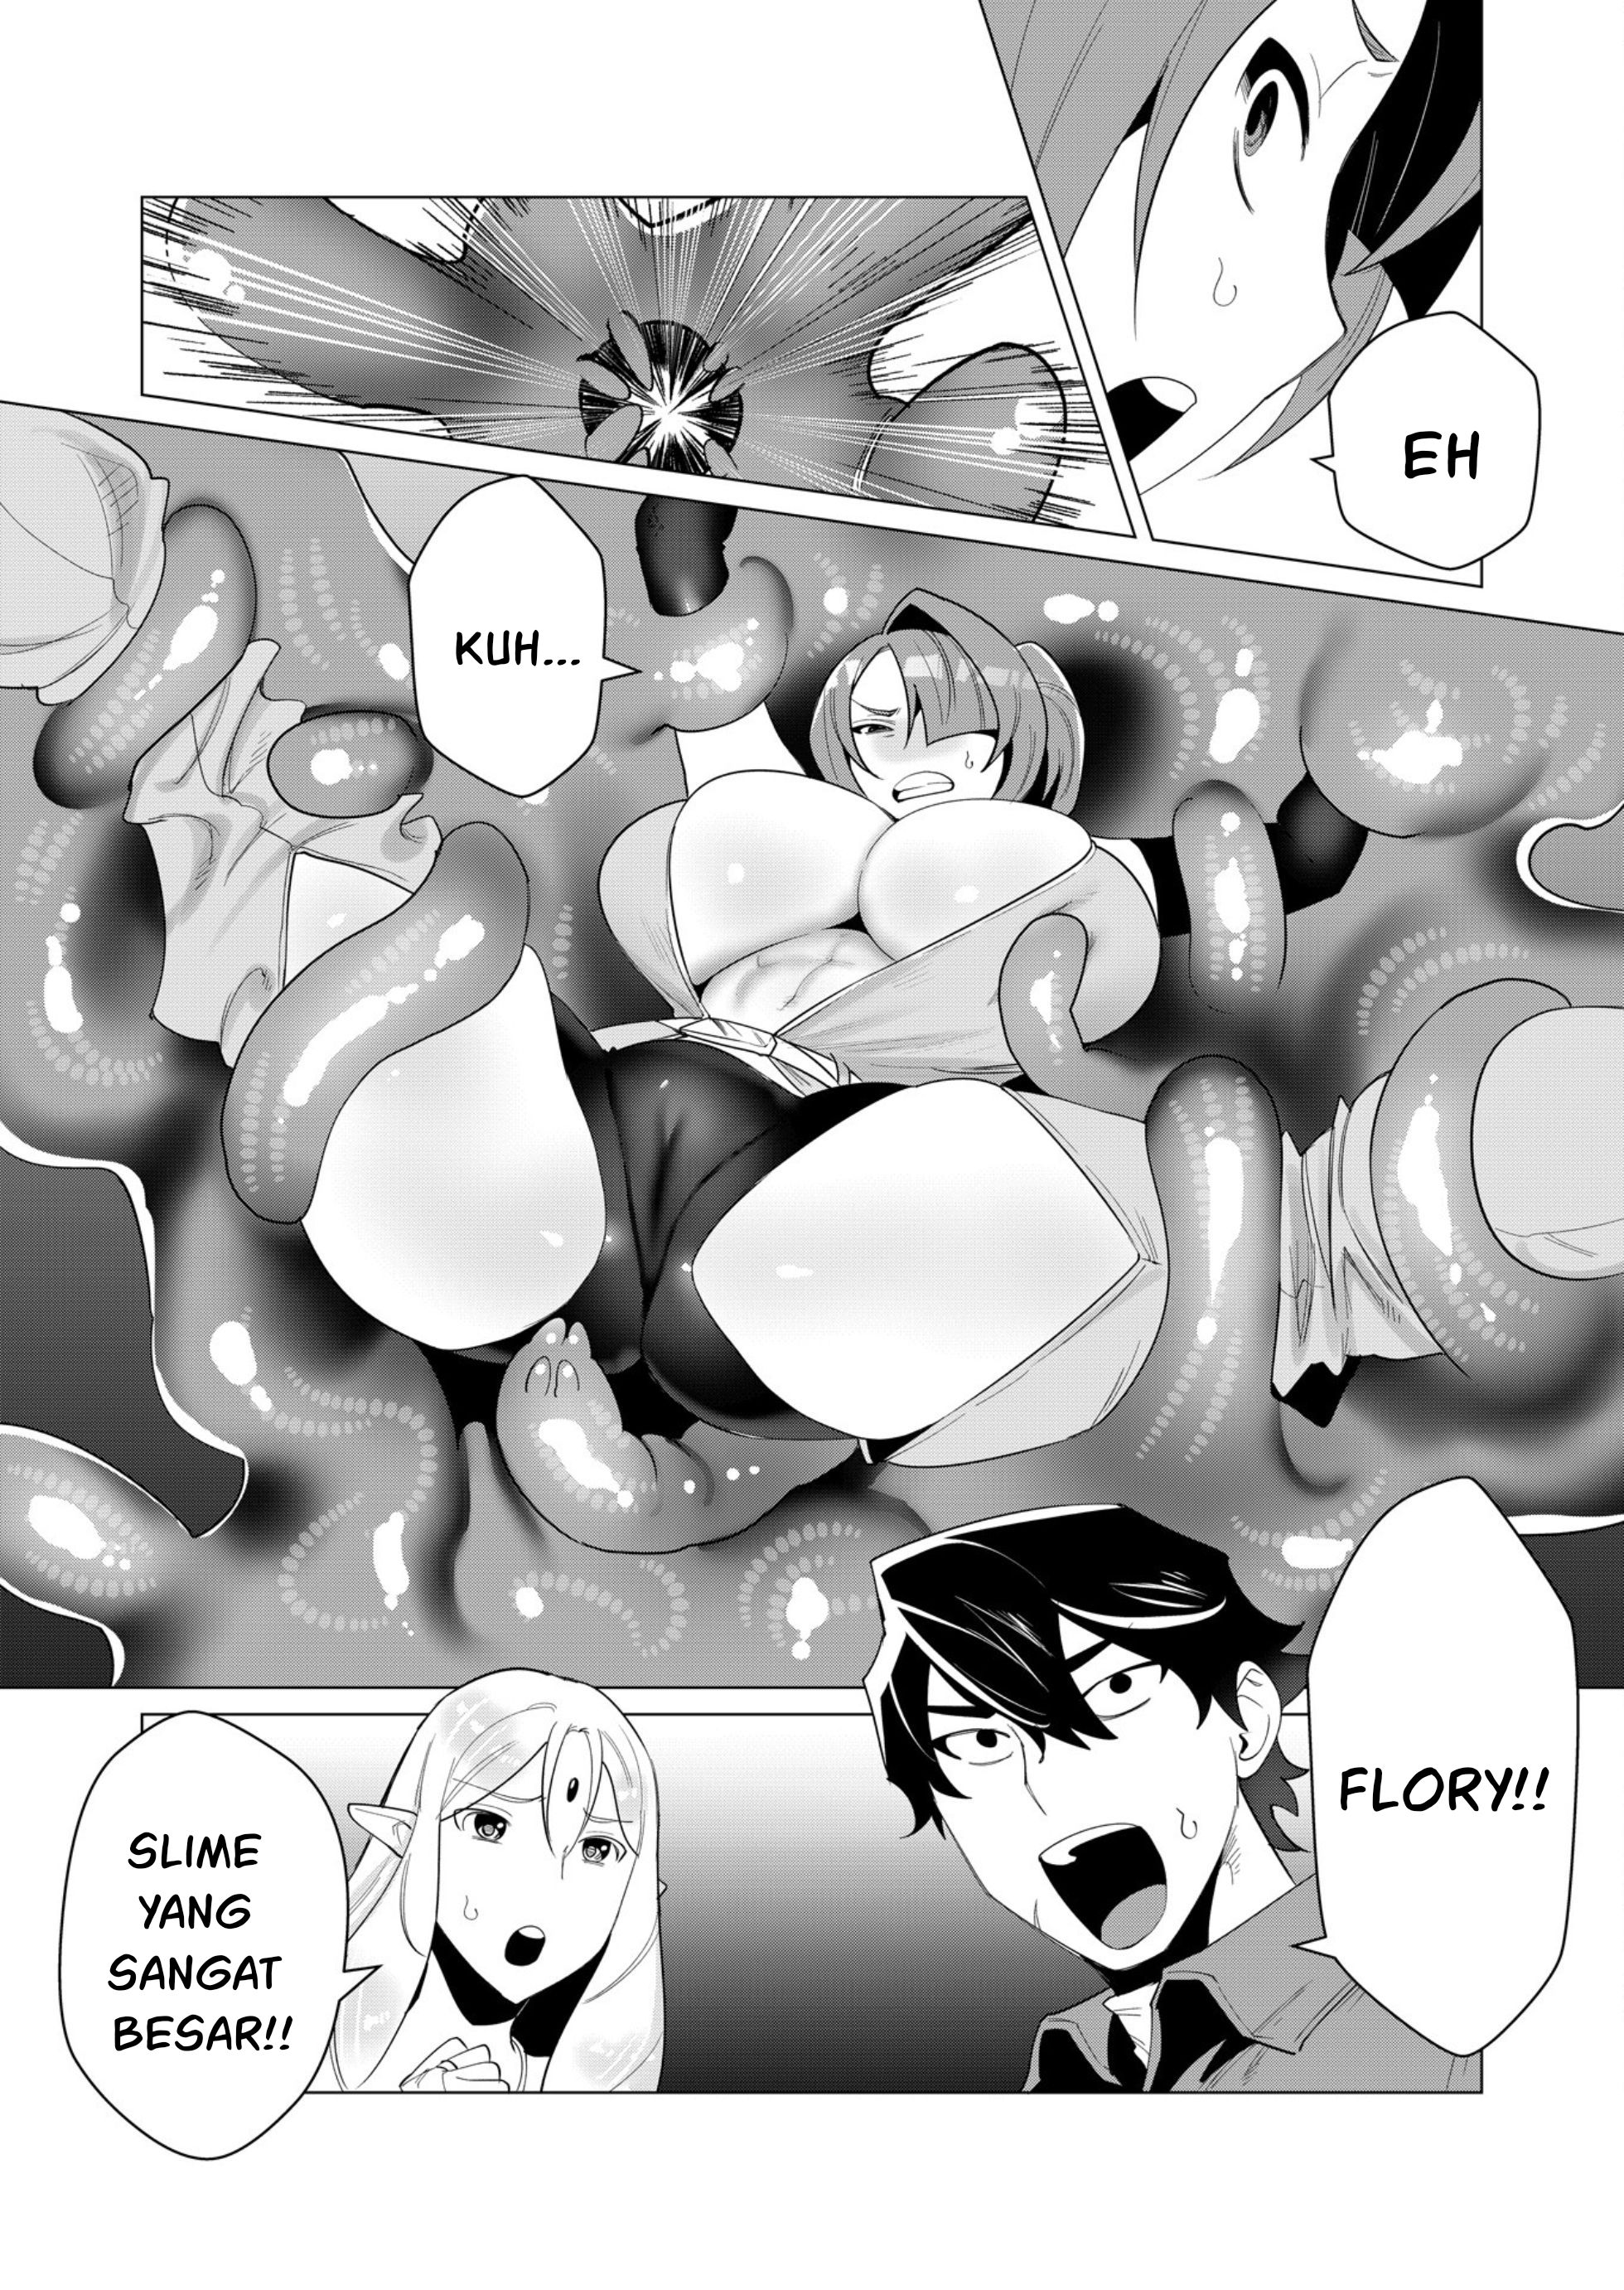 EH
KUH...
FLORY!!
SLIME
YANG
SANGAT
BESAR!!